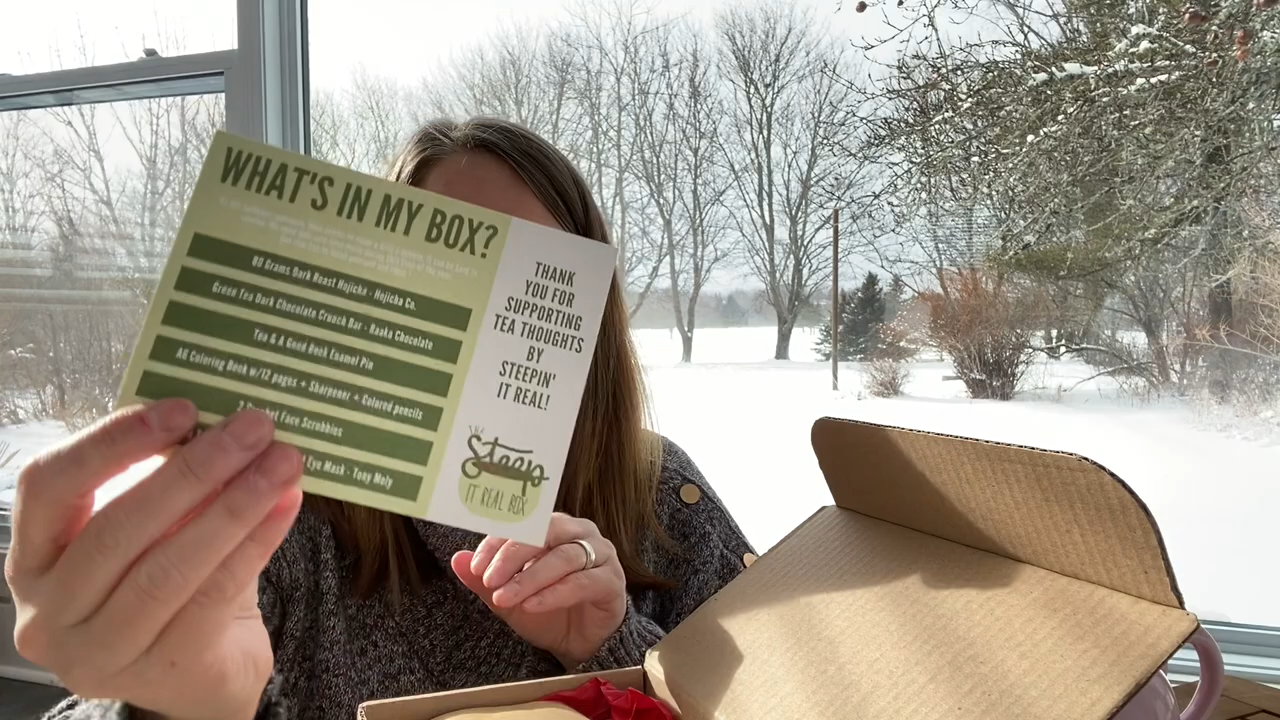 WHAT'S IN MY BOX?
80 Grams Dark Roast Hojicha - Hojicha Co.
Green Tea Dark Chocolate Crunch Bar - Raaka Chocolate
Tea & A Good Book Enamel Pin
A6 Coloring Book w/12 pages + Sharpener + Colored pencils
Face Scrubbies
Eye Mask - Tony Moly
THANK
YOU FOR
SUPPORTING
TEA THOUGHTS
BY
STEEPIN'
IT REAL!
THE
Steep
IT REAL BOX